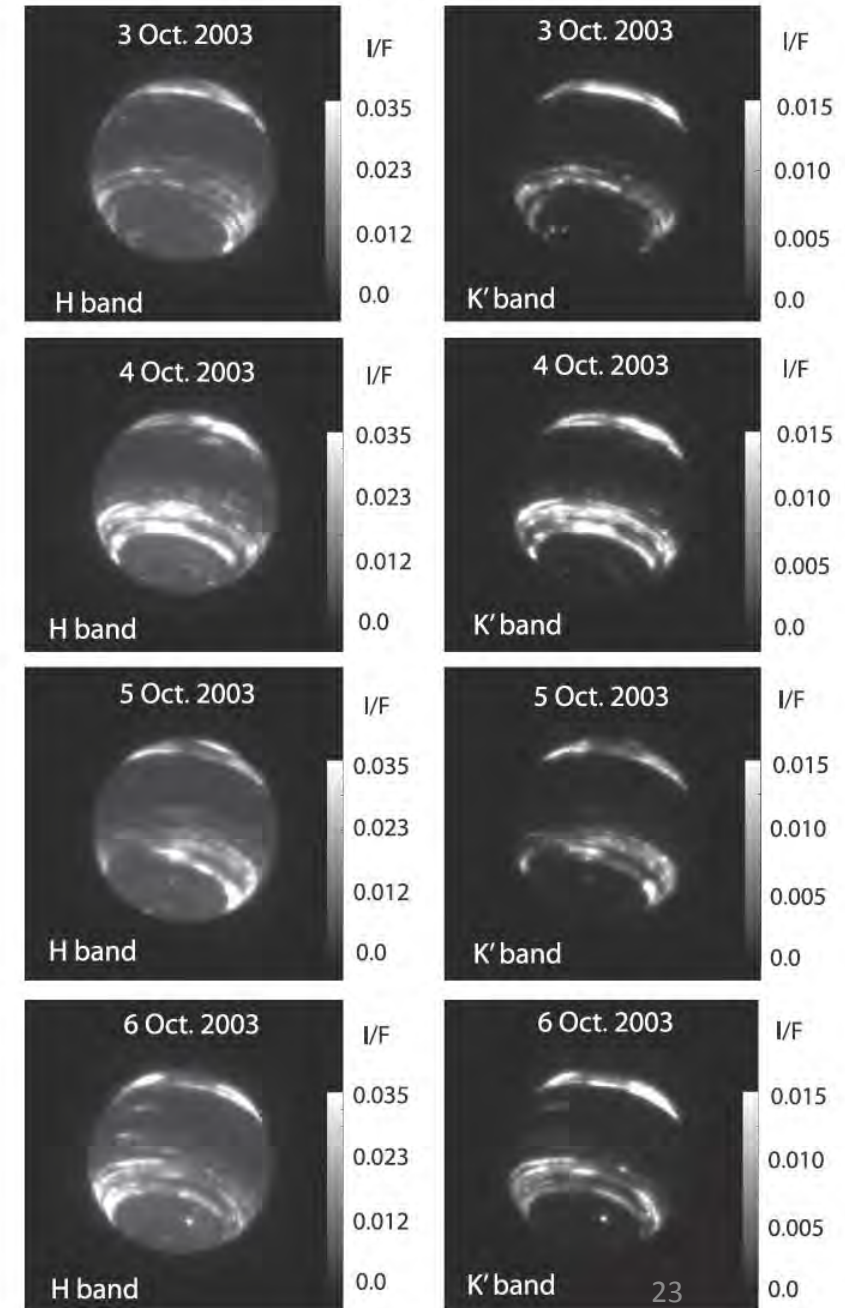 3 Oct. 2003
I/F
0.035
0.023
0.012
0.0
H band
3 Oct. 2003
I/F
0.015
0.010
0.005
0.0
K' band
4 Oct. 2003
I/F
0.035
0.023
0.012
0.0
H band
4 Oct. 2003
I/F
0.015
0.010
0.005
0.0
K' band
5 Oct. 2003
I/F
0.035
0.023
0.012
0.0
H band
5 Oct. 2003
I/F
0.015
0.010
0.005
0.0
K' band
6 Oct. 2003
I/F
0.035
0.023
0.012
0.0
H band
6 Oct. 2003
I/F
0.015
0.010
0.005
0.0
K' band
23